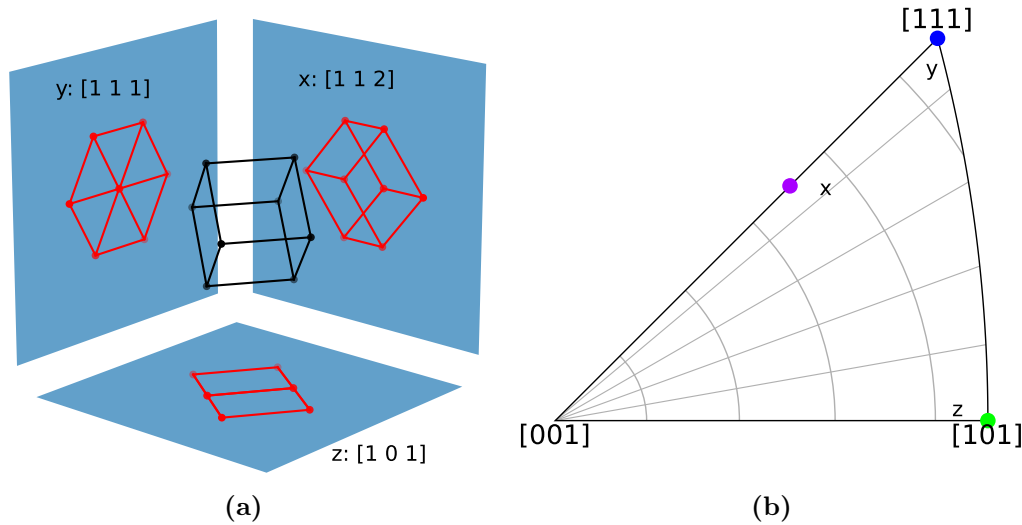 y: [1 1 1]
x: [1 1 2]
z: [1 0 1]
(a)
[111]
y
x
z
[001]
[101]
(b)